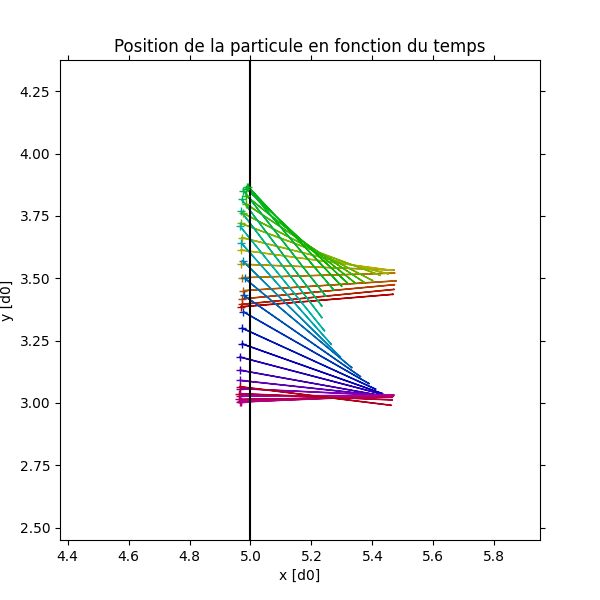 Position de la particule en fonction du temps
y [d0]
4.25
4.00
3.75
3.50
3.25
3.00
2.75
2.50
4.4 4.6 4.8 5.0 5.2 5.4 5.6 5.8
x [d0]